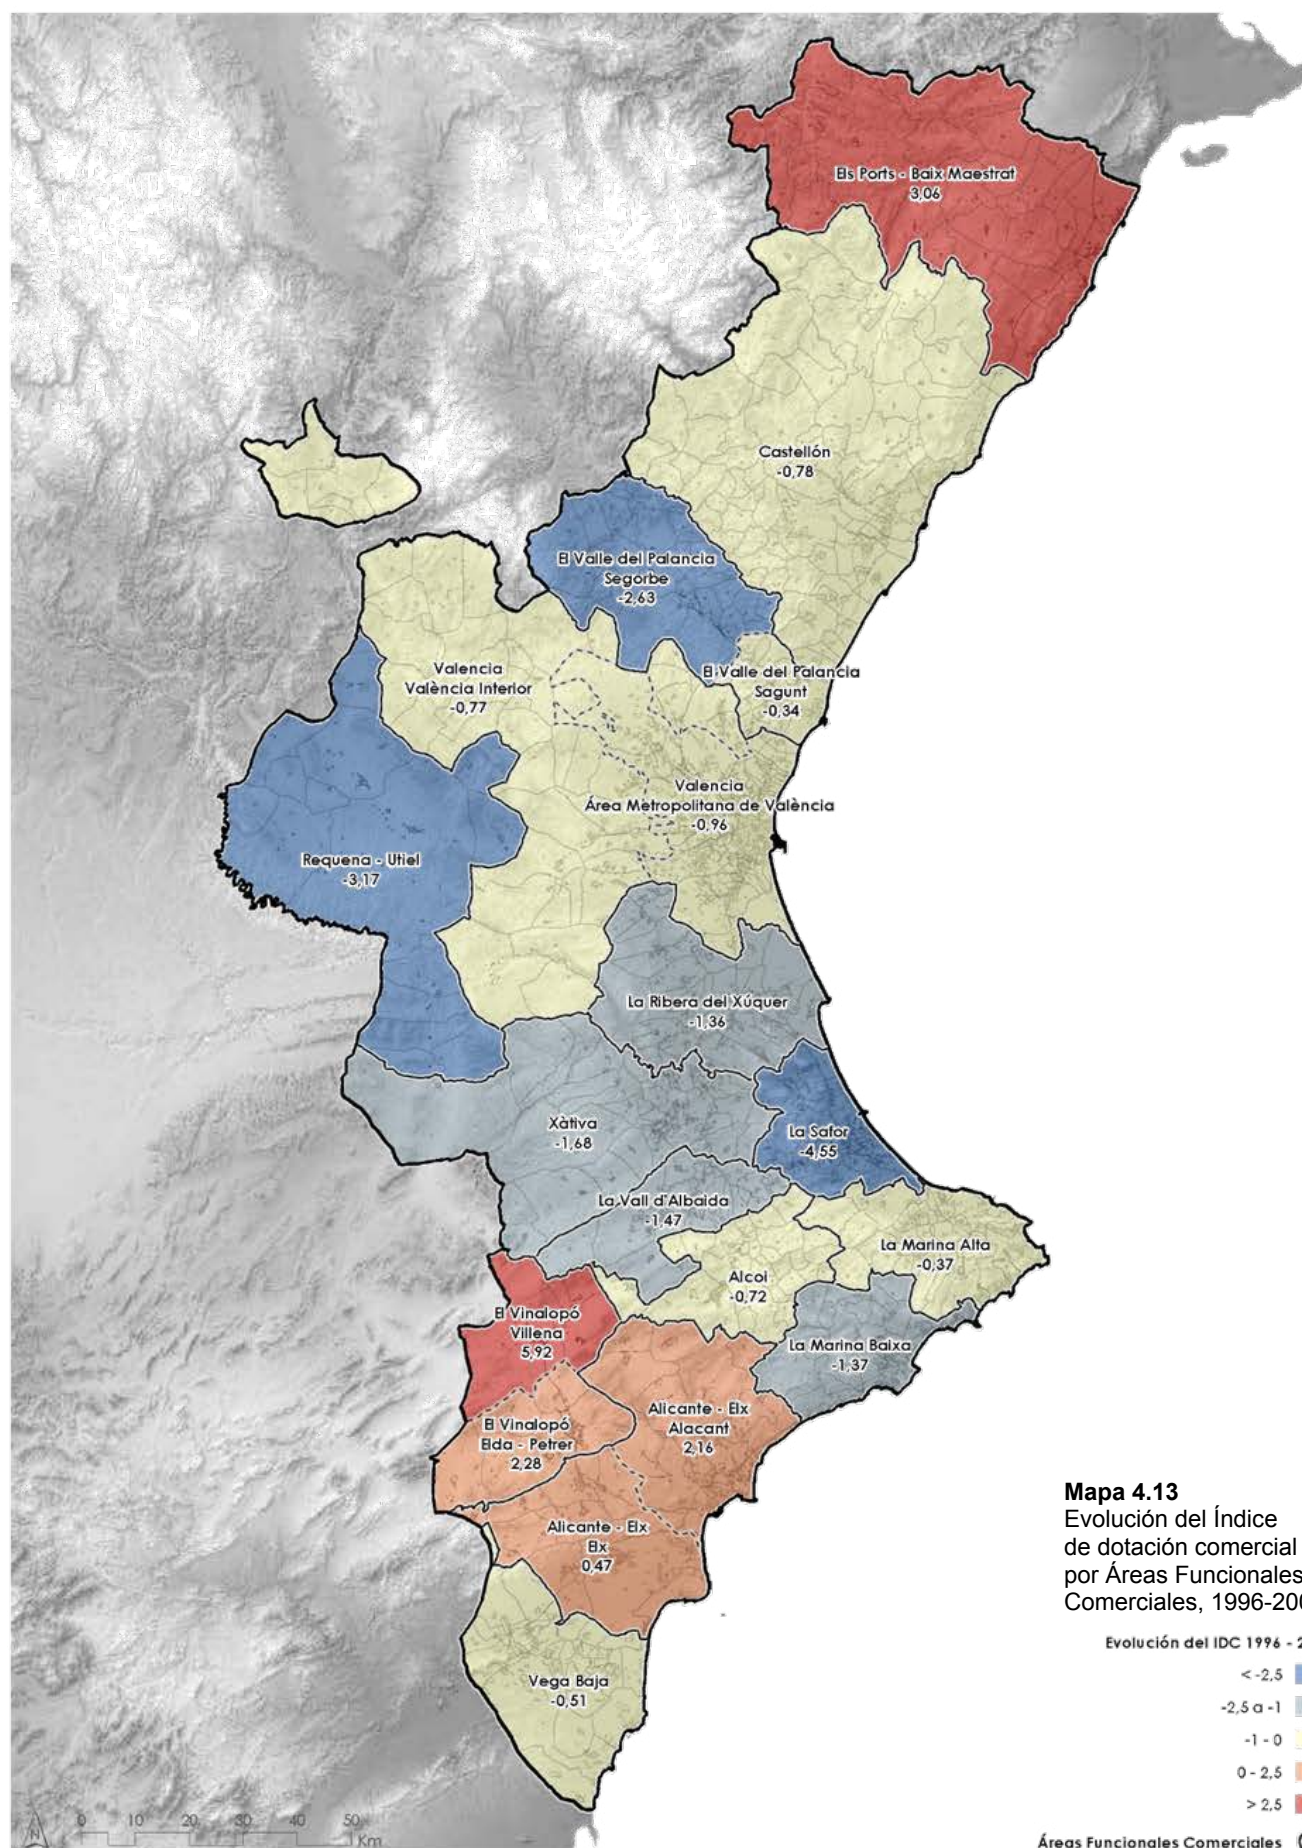 Els Ports - Baix Maestrat
3,06
Castellón
-0,78
El Valle del Palancia
Segorbe
-2,63
El Valle del Palancia
Sagunt
-0,34
Valencia
València Interior
-0,77
Valencia
Área Metropolitana de València
-0,96
Requena - Utiel
-3,17
La Ribera del Xúquer
-1,36
Xàtiva
-1,68
La Safor
-4,55
La Vall d'Albaida
-1,47
La Marina Alta
-0,37
Alcoi
-0,72
El Vinalopó
Villena
5,92
La Marina Baixa
-1,37
Alicante - Elx
Alacant
2,16
El Vinalopó
Elda - Petrer
2,28
Alicante - Elx
Elx
0,47
Vega Baja
-0,51
Mapa 4.13
Evolución del Índice
de dotación comercial
por Áreas Funcionales
Comerciales, 1996-200
Evolución del IDC 1996 - 2
< -2,5
-2,5 a -1
-1 - 0
0 - 2,5
> 2,5
Áreas Funcionales Comerciales
N
0 10 20 30 40 50
Km